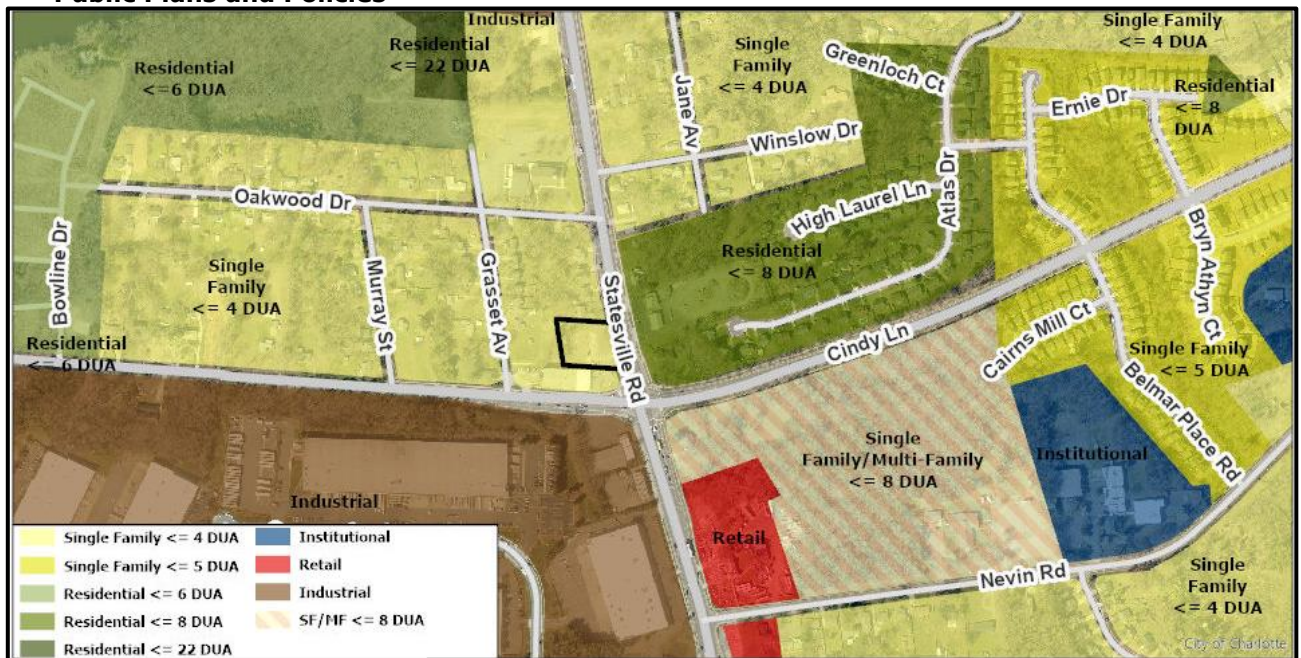 Public Plans and Policies
Industrial
Residential
<= 22 DUA
Residential
<=6 DUA
Single
Family
<= 4 DUA
Single Family
<= 4 DUA
Greenloch Ct
Jane Av
Winslow Dr
Ernie Dr
Residential
<= 8
DUA
Oakwood Dr
Atlas Dr
High Laurel Ln
Bryn Athyn Ct
Bowline Dr
Single
Family
<= 4 DUA
Murray St
Grasset Av
Statesville Rd
Residential
<= 8 DUA
Cindy Ln
Cairns Mill Ct
Residential
<= 6 DUA
Single Family
<= 5 DUA
Belmar Place Rd
Single
Family/Multi-Family
<= 8 DUA
Institutional
Industrial
Retail
Nevin Rd
Single
Family
<= 4 DUA
Single Family <= 4 DUA
Single Family <= 5 DUA
Residential <= 6 DUA
Residential <= 8 DUA
Residential <= 22 DUA
Institutional
Retail
Industrial
SF/MF <= 8 DUA
City of Charlotte